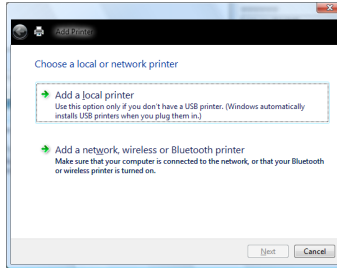 Add Printer
Choose a local or network printer
Add a local printer
Use this option only if you don't have a USB printer. (Windows automatically
installs USB printers when you plug them in.)
Add a network, wireless or Bluetooth printer
Make sure that your computer is connected to the network, or that your Bluetooth
or wireless printer is turned on.
Next
Cancel